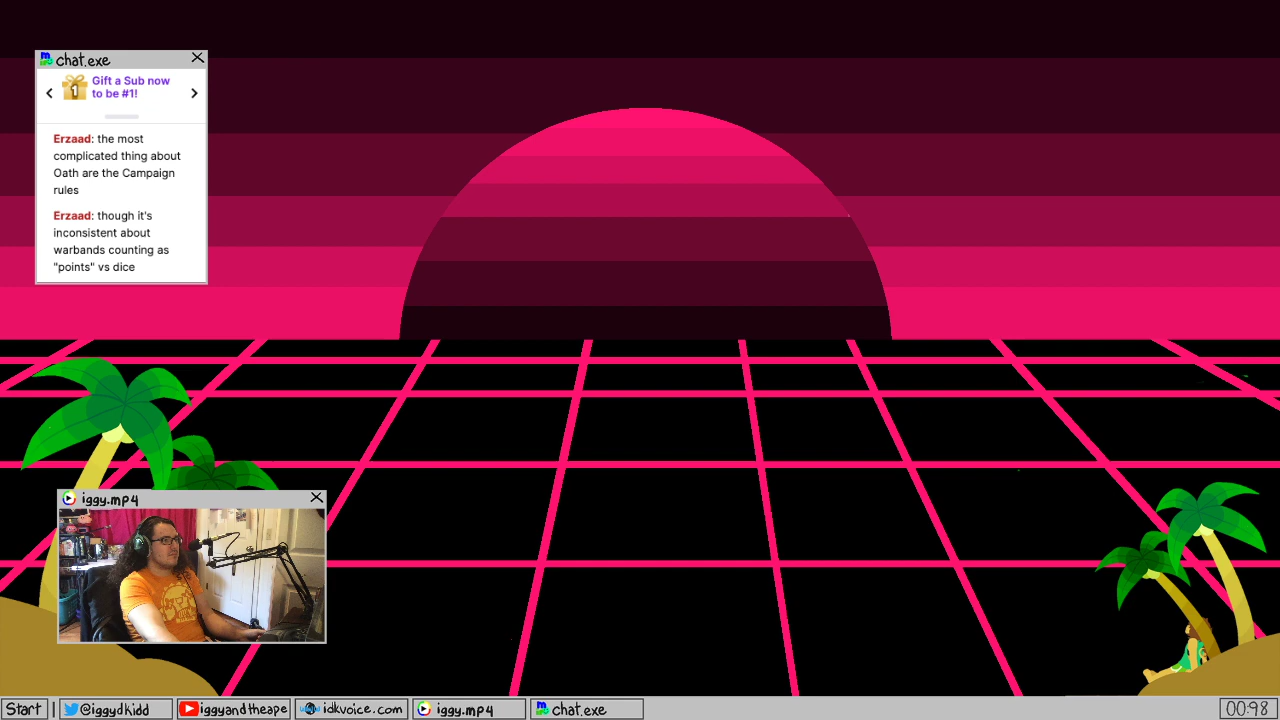 chat.exe
1
Gift a Sub now
to be #1!
Erzaad: the most
complicated thing about
Oath are the Campaign
rules
Erzaad: though it's
inconsistent about
warbands counting as
"points" vs dice
iggy.mp4
Start | @iggydkidd iggyandtheape www idkvoice.com iggy.mp4 chat.exe 00:98